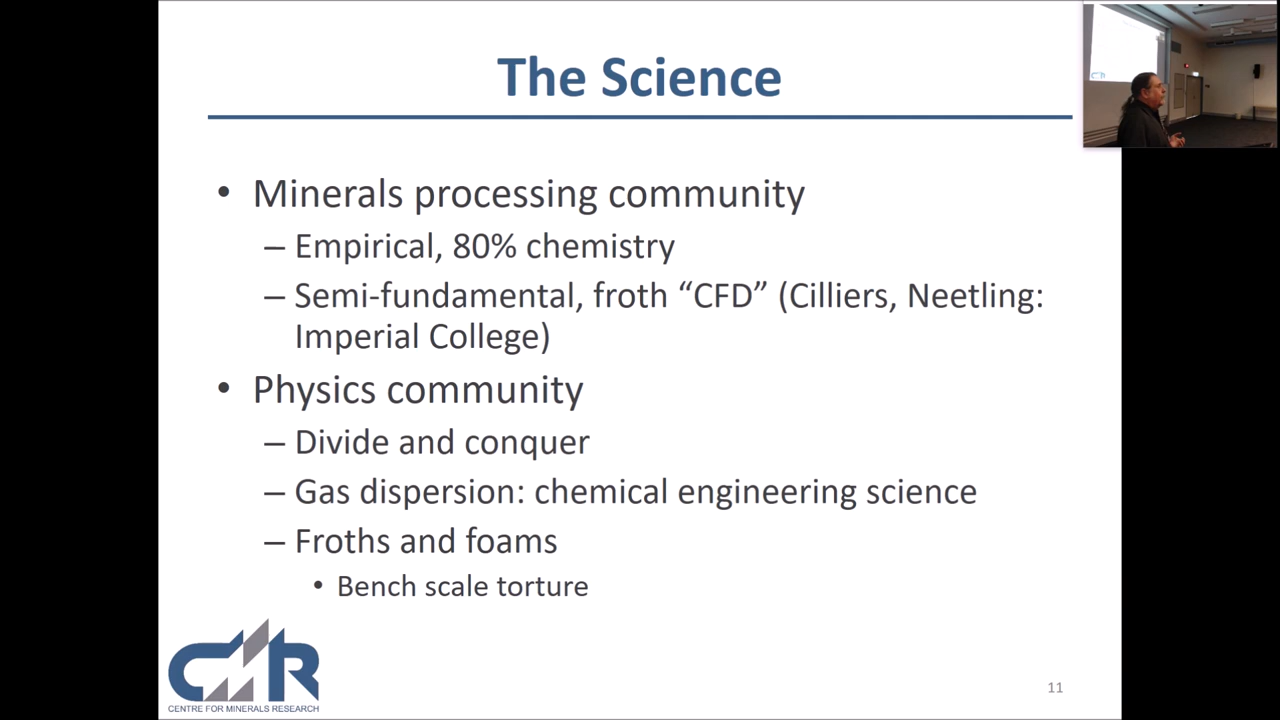 The Science
• Minerals processing community
– Empirical, 80% chemistry
– Semi-fundamental, froth “CFD” (Cilliers, Neetling:
Imperial College)
• Physics community
– Divide and conquer
– Gas dispersion: chemical engineering science
– Froths and foams
• Bench scale torture
CMR
CENTRE FOR MINERALS RESEARCH
11